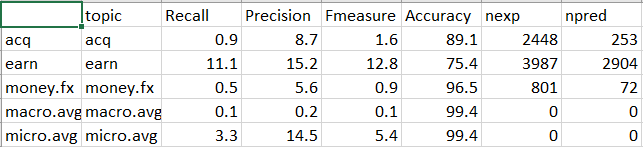 topic Recall Precision Fmeasure Accuracy nexp npred
acq acq 0.9 8.7 1.6 89.1 2448 253
earn earn 11.1 15.2 12.8 75.4 3987 2904
money.fx money.fx 0.5 5.6 0.9 96.5 801 72
macro.avg macro.avg 0.1 0.2 0.1 99.4 0 0
micro.avg micro.avg 3.3 14.5 5.4 99.4 0 0